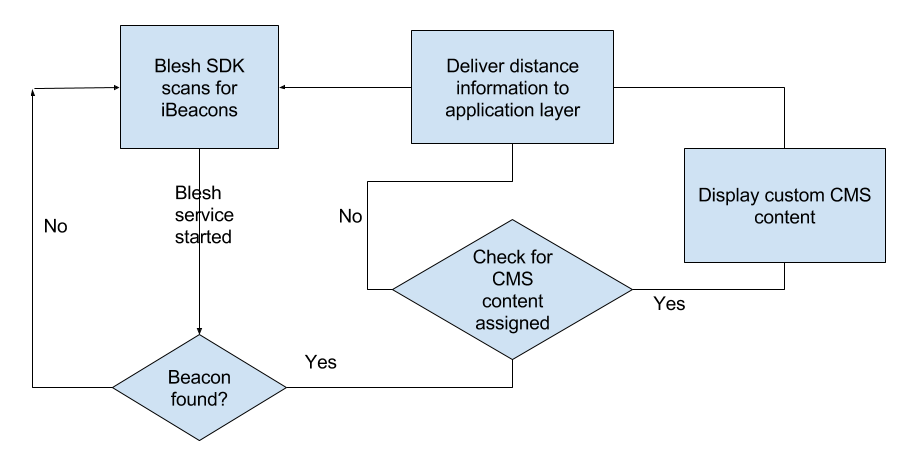 Blesh SDK
scans for
iBeacons
Deliver distance
information to
application layer
Display custom CMS
content
Blesh
service
started
No
No
Check for
CMS
content
assigned
Yes
Yes
Beacon
found?